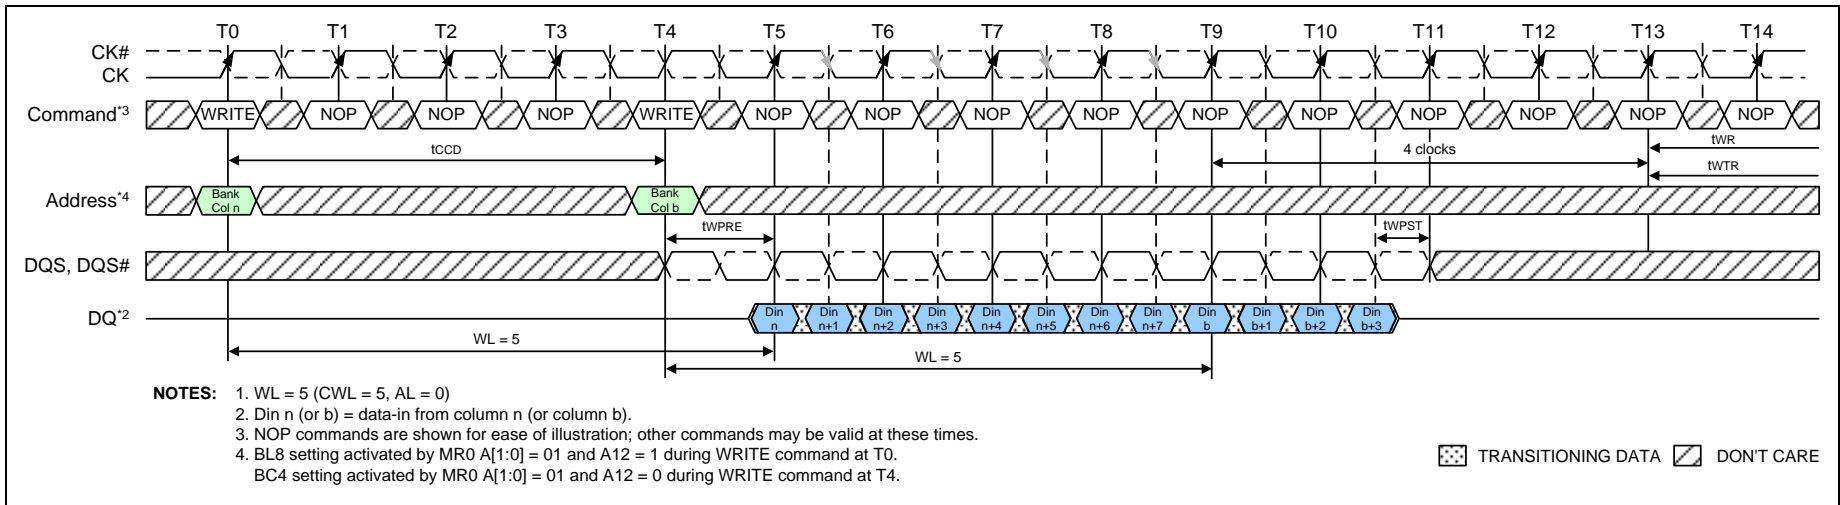 T0 T1 T2 T3 T4 T5 T6 T7 T8 T9 T10 T11 T12 T13 T14
CK#
CK
Command*3 WRITE NOP NOP NOP WRITE NOP NOP NOP NOP NOP NOP NOP NOP NOP NOP
tCCD 4 clocks tWR
tWTR
Address*4 Bank Col n Bank Col b
tWPRE tWPST
DQS, DQS#
DQ*2 Din n Din n+1 Din n+2 Din n+3 Din n+4 Din n+5 Din n+6 Din n+7 Din b Din b+1 Din b+2 Din b+3
WL = 5
WL = 5
NOTES: 1. WL = 5 (CWL = 5, AL = 0)
2. Din n (or b) = data-in from column n (or column b).
3. NOP commands are shown for ease of illustration; other commands may be valid at these times.
4. BL8 setting activated by MR0 A[1:0] = 01 and A12 = 1 during WRITE command at T0.
BC4 setting activated by MR0 A[1:0] = 01 and A12 = 0 during WRITE command at T4.
TRANSITIONING DATA DON'T CARE